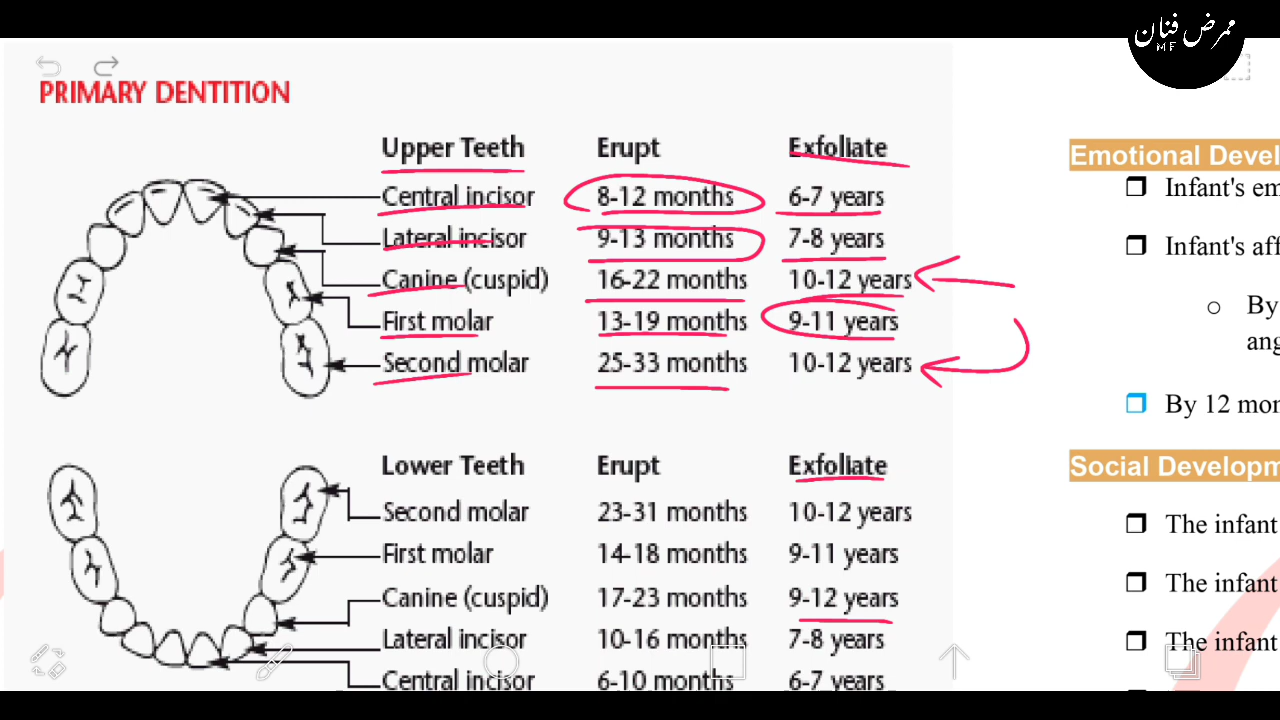 ممرض فنان
MF
PRIMARY DENTITION
Upper Teeth Erupt Exfoliate
Central incisor 8-12 months 6-7 years
Lateral incisor 9-13 months 7-8 years
Canine (cuspid) 16-22 months 10-12 years
First molar 13-19 months 9-11 years
Second molar 25-33 months 10-12 years
Lower Teeth Erupt Exfoliate
Second molar 23-31 months 10-12 years
First molar 14-18 months 9-11 years
Canine (cuspid) 17-23 months 9-12 years
Lateral incisor 10-16 months 7-8 years
Central incisor 6-10 months 6-7 years
Emotional Devel
❒ Infant's em
❒ Infant's aff
o By
ang
❒ By 12 mon
Social Developm
❒ The infant
❒ The infant
❒ The infant